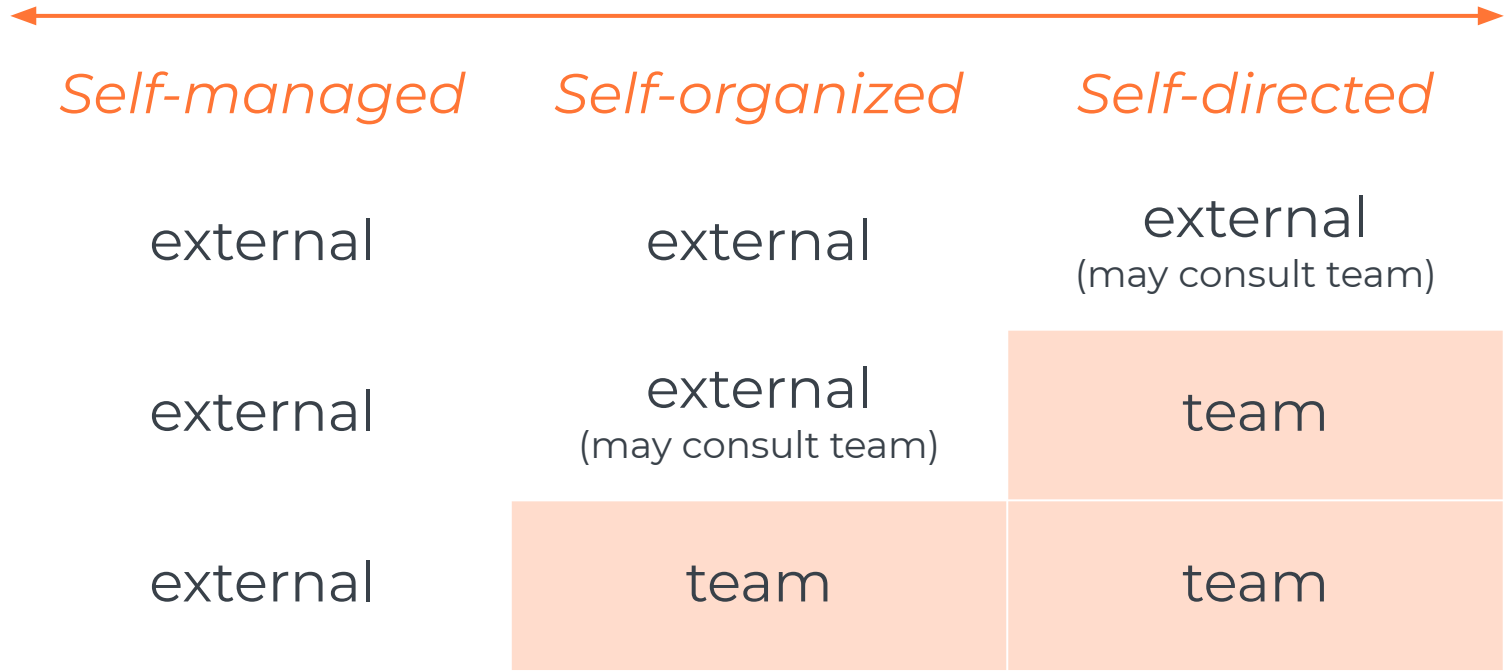 Self-managed Self-organized Self-directed
external external external
(may consult team)
external external team
(may consult team)
external team team